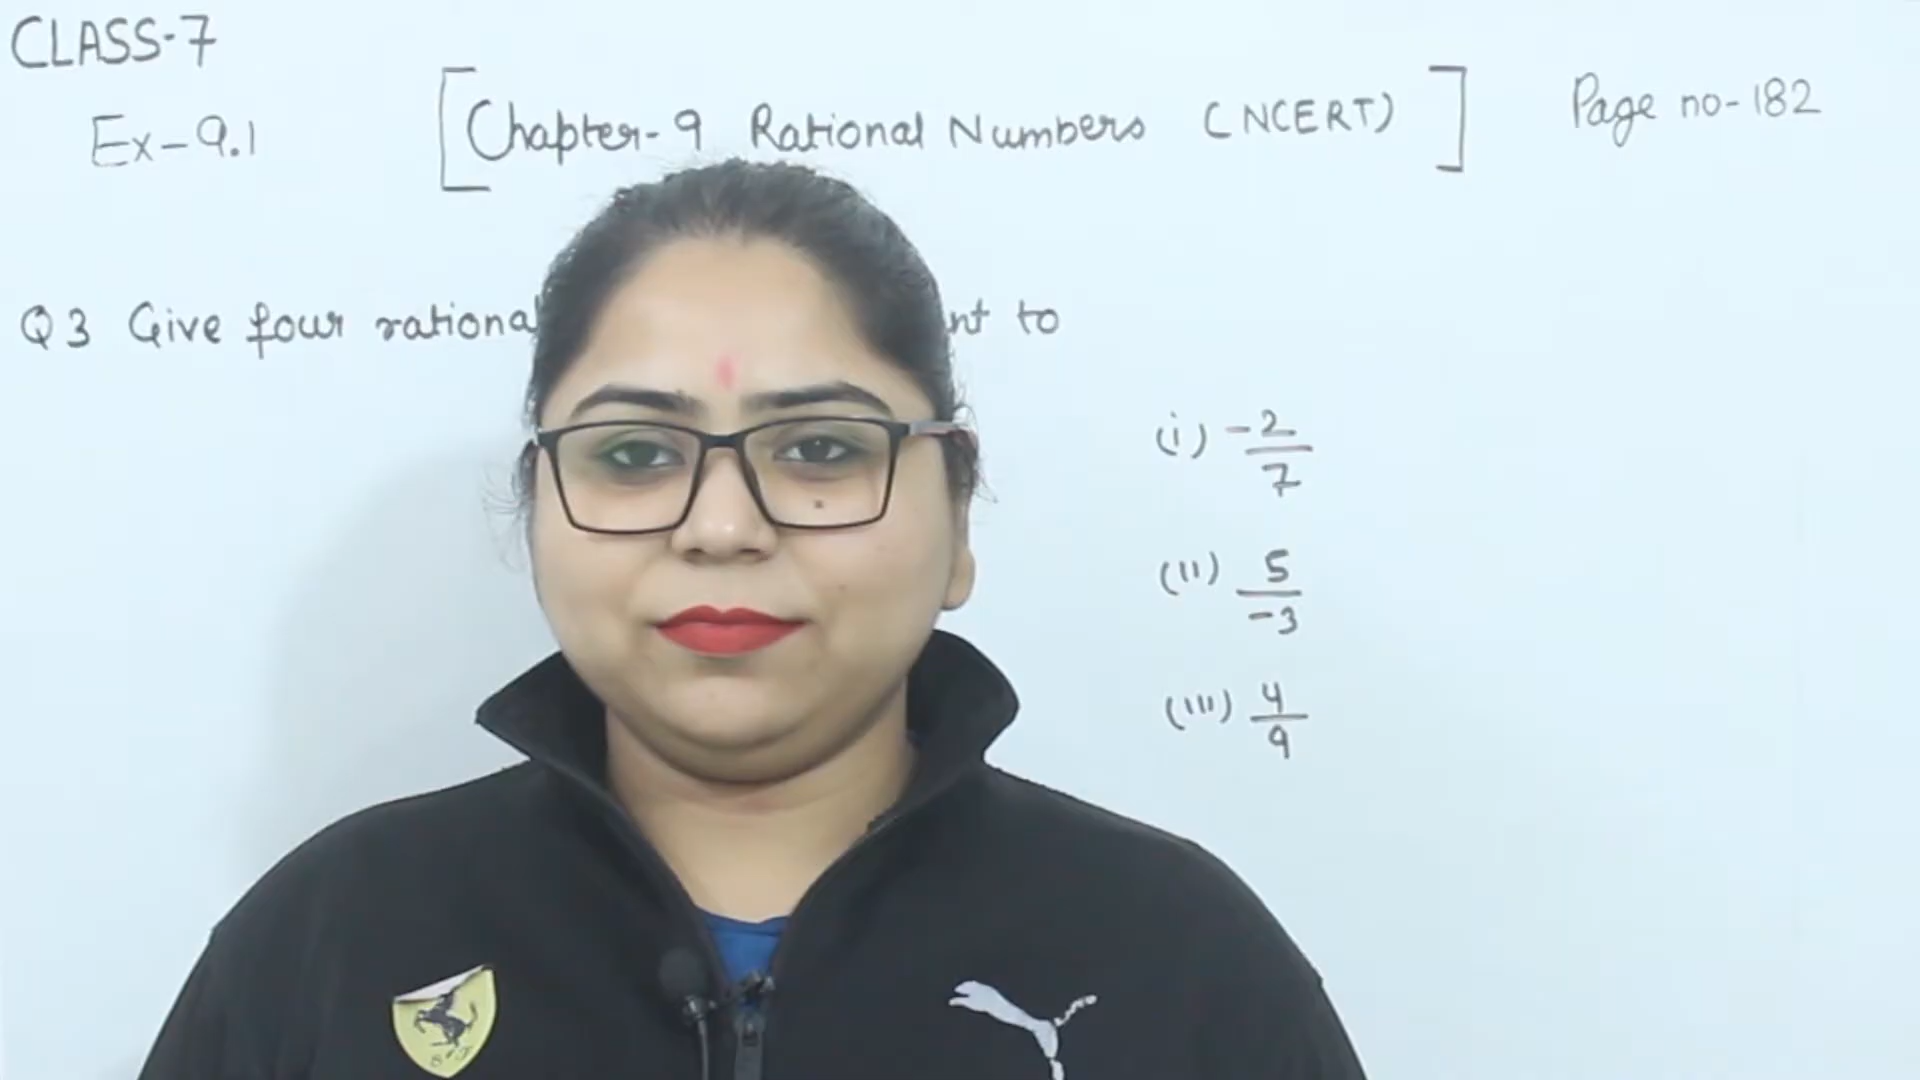 CLASS-7
Ex-9.1 [Chapter-9 Rational Numbers (NCERT)] Page no-182
Q3 Give four rational to
(i) -2/7
(ii) 5/-3
(iii) 4/9